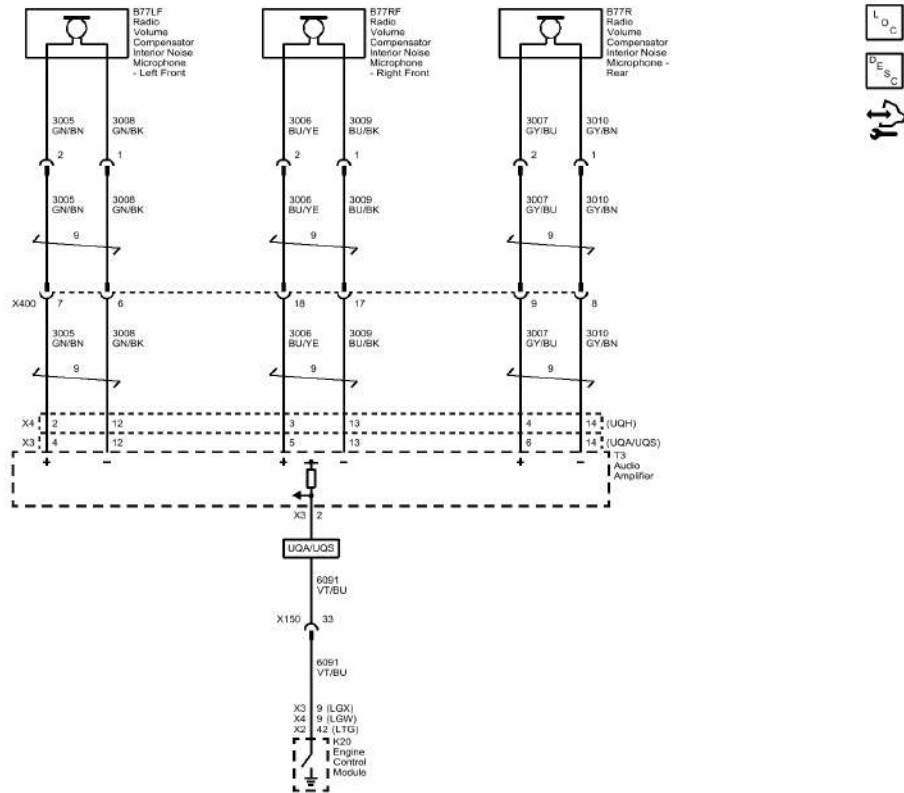 B77LF
Radio
Volume
Compensator
Interior Noise
Microphone
- Left Front
B77RF
Radio
Volume
Compensator
Interior Noise
Microphone
- Right Front
B77R
Radio
Volume
Compensator
Interior Noise
Microphone -
Rear
L O C
D E S C
3005 GN/BN
3008 GN/BK
3006 BU/YE
3009 BU/BK
3007 GY/BU
3010 GY/BN
2 1 2 1 2 1
3005 GN/BN
3008 GN/BK
3006 BU/YE
3009 BU/BK
3007 GY/BU
3010 GY/BN
9 9 9
X400 7 6 18 17 9 8
3005 GN/BN
3008 GN/BK
3006 BU/YE
3009 BU/BK
3007 GY/BU
3010 GY/BN
9 9 9
X4 2 12 3 13 4 14 (UQH)
X3 4 12 5 13 6 14 (UQA/UQS)
+ - + - + -
T3
Audio
Amplifier
X3 2
UQA/UQS
6091
VT/BU
X150 33
6091
VT/BU
X3 9 (LGX)
X4 9 (LGW)
X2 42 (LTG)
K20
Engine
Control
Module